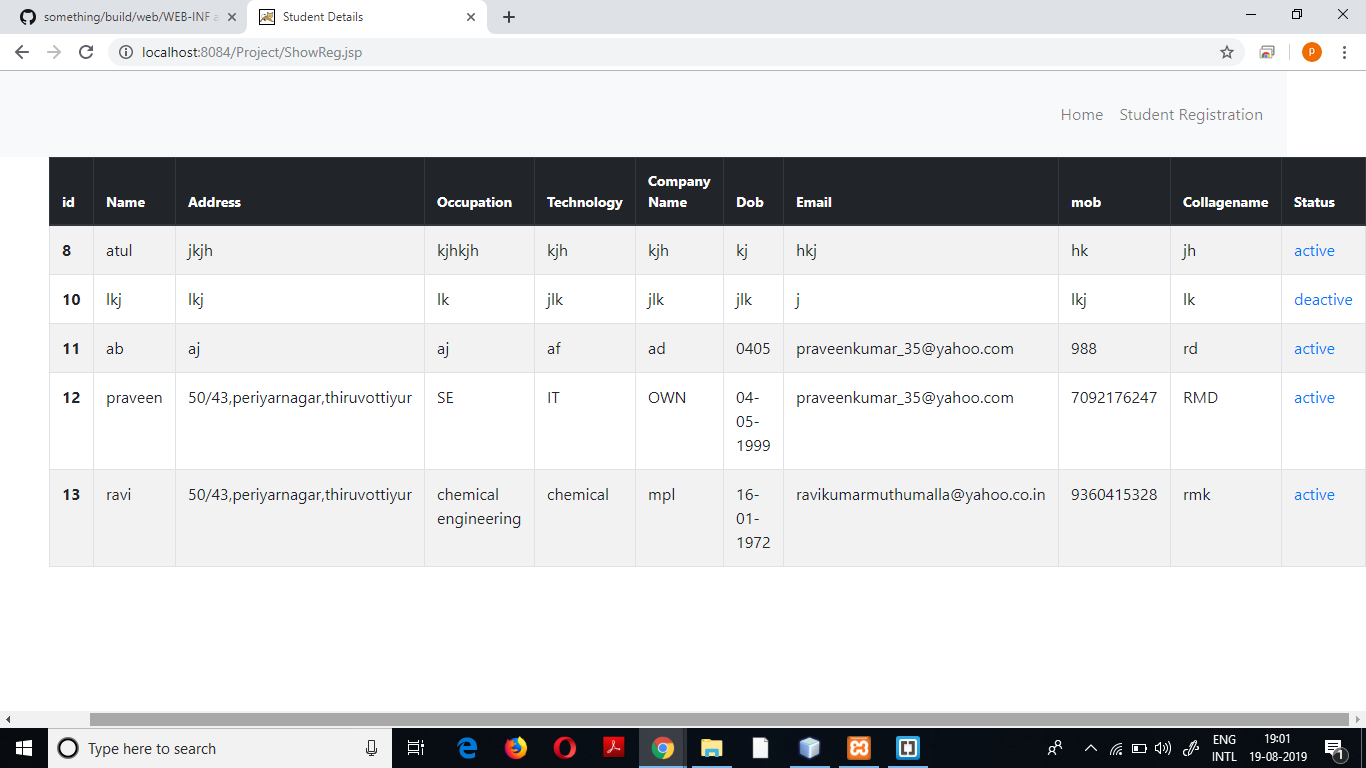 something/build/web/WEB-INF a
Student Details
localhost:8084/Project/ShowReg.jsp
P
Home Student Registration
id Name Address Occupation Technology Company Name Dob Email mob Collagename Status
8 atul jkjh kjhkjh kjh kjh kj hkj hk jh active
10 lkj lkj lk jlk jlk jlk j lkj lk deactive
11 ab aj aj af ad 0405 praveenkumar_35@yahoo.com 988 rd active
12 praveen 50/43,periyarnagar,thiruvottiyur SE IT OWN 04-05-1999 praveenkumar_35@yahoo.com 7092176247 RMD active
13 ravi 50/43,periyarnagar,thiruvottiyur chemical engineering chemical mpl 16-01-1972 ravikumarmuthumalla@yahoo.co.in 9360415328 rmk active
Type here to search
ENG
INTL
19:01
19-08-2019
1